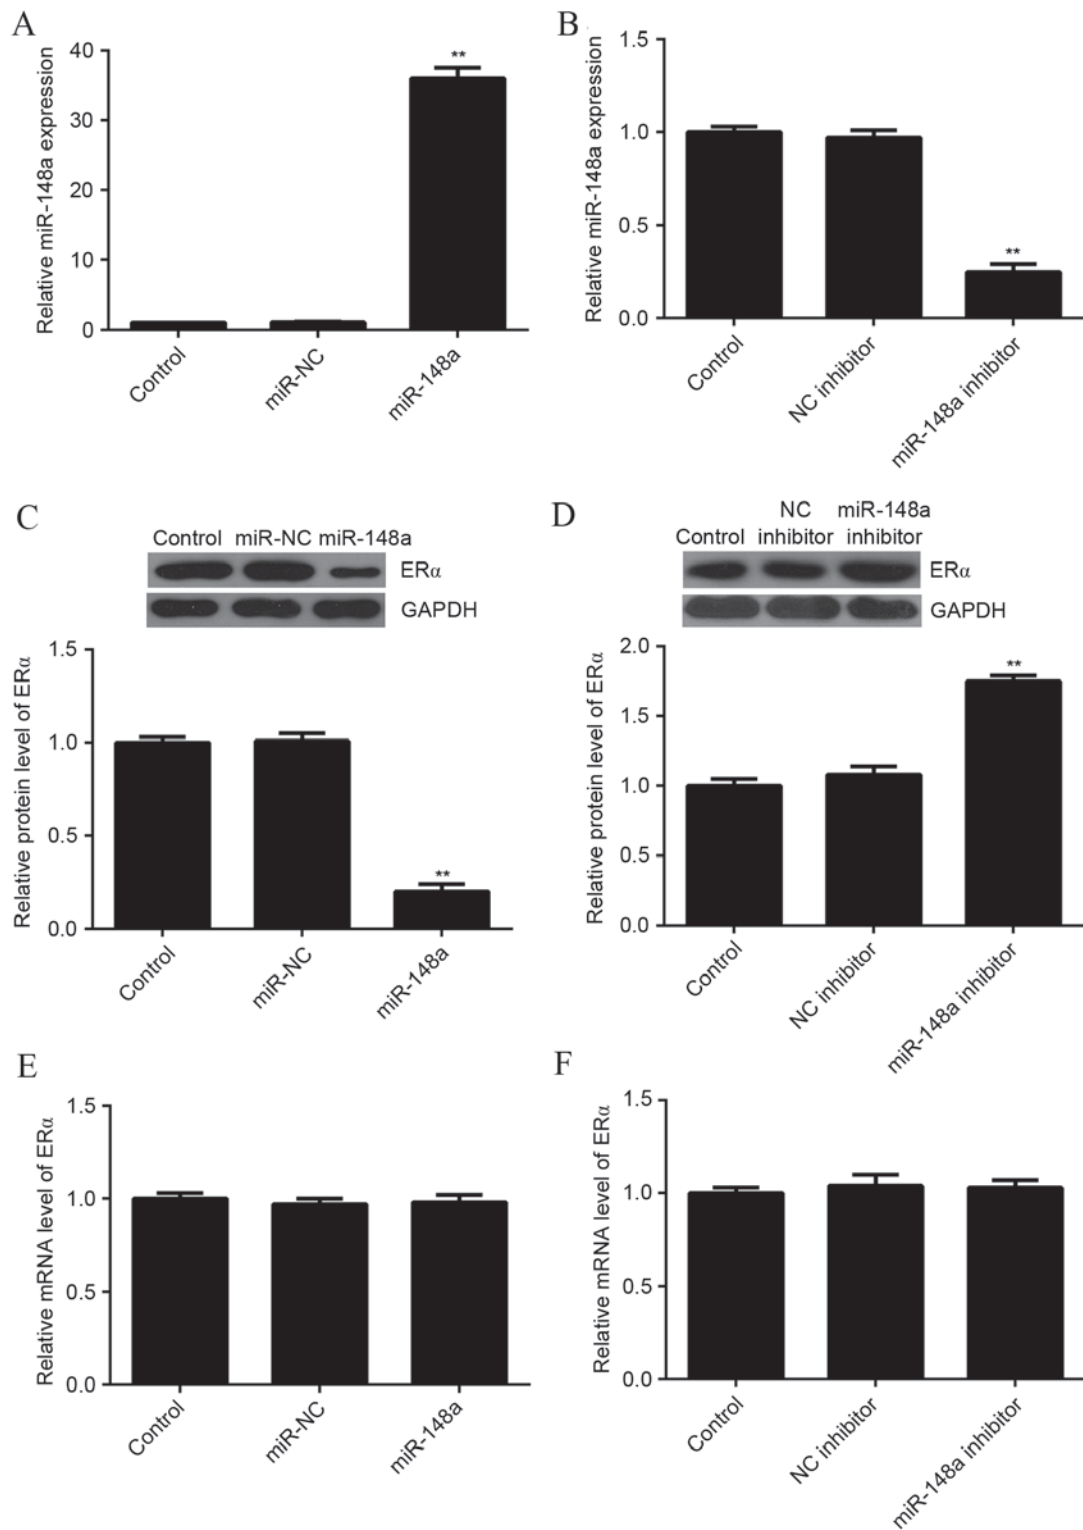 A
Relative miR-148a expression
40
30
20
10
0
**
Control
miR-NC
miR-148a
B
Relative miR-148a expression
1.5
1.0
0.5
0.0
**
Control
NC inhibitor
miR-148a inhibitor
C
Control miR-NC miR-148a
ERα
GAPDH
Relative protein level of ERα
1.5
1.0
0.5
0.0
**
Control
miR-NC
miR-148a
D
NC miR-148a
Control inhibitor inhibitor
ERα
GAPDH
Relative protein level of ERα
2.0
1.5
1.0
0.5
0.0
**
Control
NC inhibitor
miR-148a inhibitor
E
Relative mRNA level of ERα
1.5
1.0
0.5
0.0
Control
miR-NC
miR-148a
F
Relative mRNA level of ERα
1.5
1.0
0.5
0.0
Control
NC inhibitor
miR-148a inhibitor